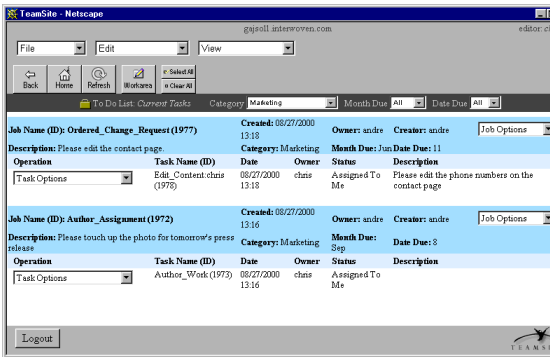 TeamSite - Netscape
gajsoll.interwoven.com editor:
File Edit View
Back Home Refresh Workarea Select All
Clear All
To Do List: Current Tasks Category Marketing Month Due All Date Due All
Job Name (ID): Ordered_Change_Request (1977) Created: 08/27/2000 13:18 Owner: andre Creator: andre Job Options
Description: Please edit the contact page. Category: Marketing Month Due: Jun Date Due: 11
Operation Task Name (ID) Date Owner Status Description
Task Options Edit_Content:chris (1978) 08/27/2000 13:18 chris Assigned To Me Please edit the phone numbers on the contact page
Job Name (ID): Author_Assignment (1972) Created: 08/27/2000 13:16 Owner: andre Creator: andre Job Options
Description: Please touch up the photo for tomorrow's press release Category: Marketing Month Due: Sep Date Due: 8
Operation Task Name (ID) Date Owner Status Description
Task Options Author_Work (1973) 08/27/2000 13:16 chris Assigned To Me
Logout
TEAMS